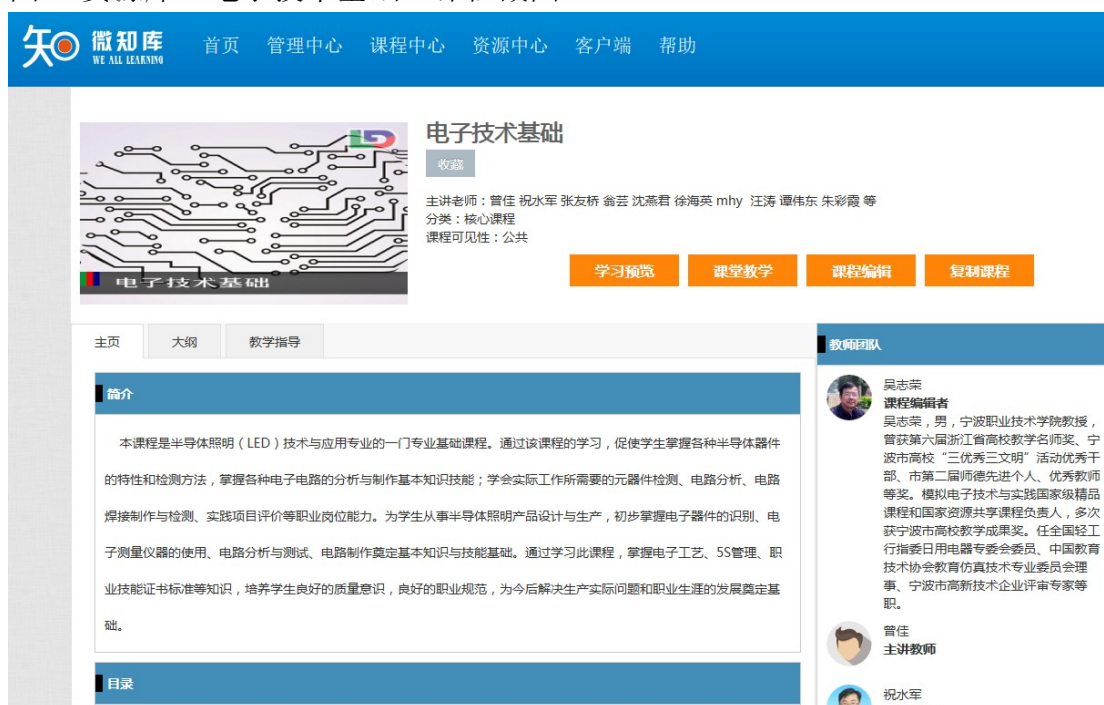 微知库
WE ALL LEARNING
首页 管理中心 课程中心 资源中心 客户端 帮助
电子技术基础
电子技术基础
收藏
主讲老师：曾佳 祝水军 张友桥 翁芸 沈燕君 徐海英 mhy 汪涛 谭伟东 朱彩霞 等
分类：核心课程
课程可见性：公共
学习预览 课堂教学 课程编辑 复制课程
主页 大纲 教学指导
简介
本课程是半导体照明（LED）技术与应用专业的一门专业基础课程。通过该课程的学习，促使学生掌握各种半导体器件
的特性和检测方法，掌握各种电子电路的分析与制作基本知识技能；学会实际工作所需要的元器件检测、电路分析、电路
焊接制作与检测、实践项目评价等职业岗位能力。为学生从事半导体照明产品设计与生产，初步掌握电子器件的识别、电
子测量仪器的使用、电路分析与测试、电路制作奠定基本知识与技能基础。通过学习此课程，掌握电子工艺、5S管理、职
业技能证书标准等知识，培养学生良好的质量意识，良好的职业规范，为今后解决生产实际问题和职业生涯的发展奠定基
础。
目录
教师团队
吴志荣
课程编辑者
吴志荣，男，宁波职业技术学院教授，
曾获第六届浙江省高校教学名师奖、宁
波市高校“三优秀三文明”活动优秀干
部、市第二届师德先进个人、优秀教师
等奖。模拟电子技术与实践国家级精品
课程和国家资源共享课程负责人，多次
获宁波市高校教学成果奖。任全国轻工
行指委日用电器专委会委员、中国教育
技术协会教育仿真技术专业委员会理
事、宁波市高新技术企业评审专家等
职。
曾佳
主讲教师
祝水军